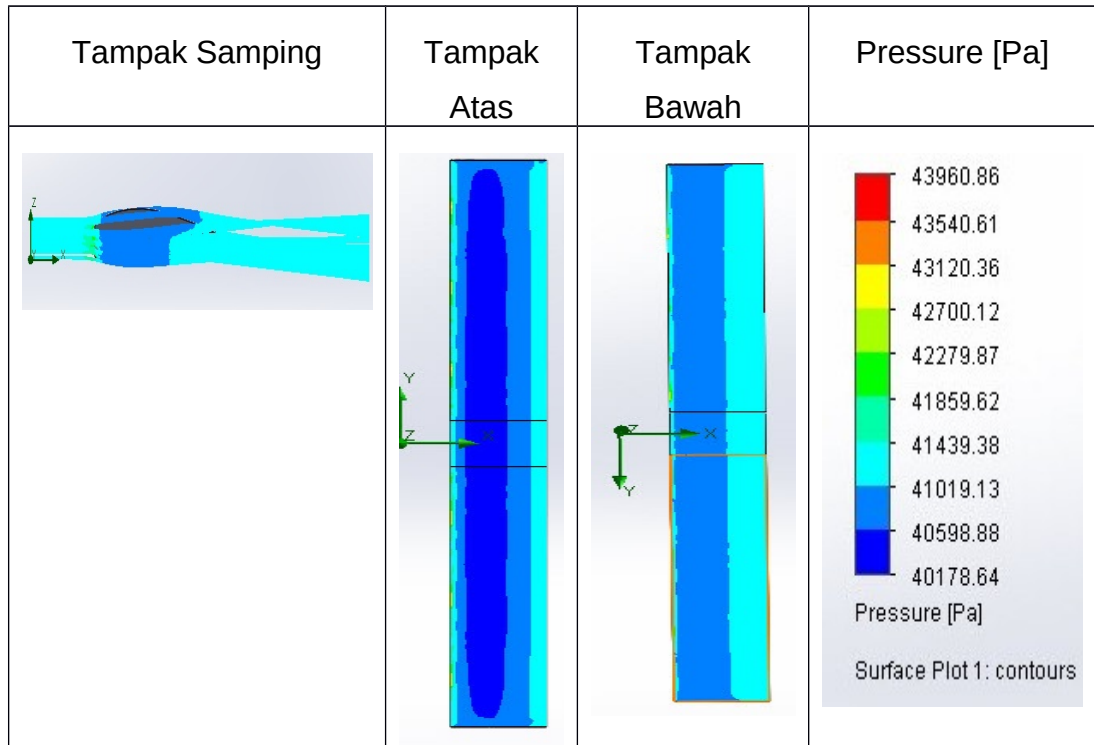 Tampak Samping
Tampak
Atas
Tampak
Bawah
Pressure [Pa]
Z
X
Y
Z
X
Z
X
Y
43960.86
43540.61
43120.36
42700.12
42279.87
41859.62
41439.38
41019.13
40598.88
40178.64
Pressure [Pa]
Surface Plot 1: contours